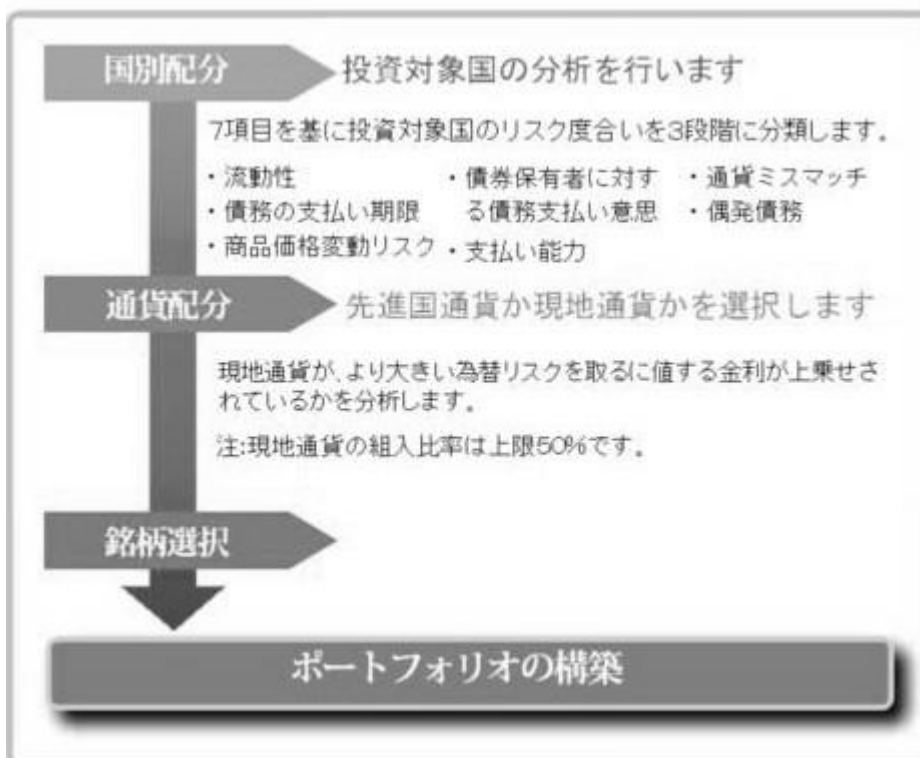 国別配分
投資対象国の分析を行います
7項目を基に投資対象国のリスク度合いを3段階に分類します。
・流動性
・債務の支払い期限
・商品価格変動リスク
・債券保有者に対す
る債務支払い意思
・支払い能力
・通貨ミスマッチ
・偶発債務
通貨配分
先進国通貨か現地通貨かを選択します
現地通貨が、より大きい為替リスクを取るに値する金利が上乗せさ
れているかを分析します。
注:現地通貨の組入比率は上限50%です。
銘柄選択
ポートフォリオの構築